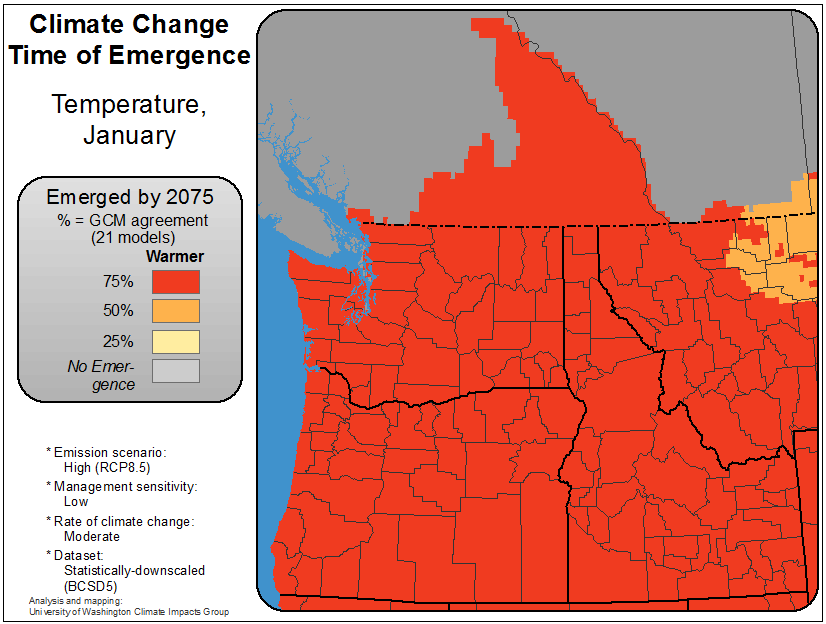 Climate Change
Time of Emergence
Temperature,
January
Emerged by 2075
% = GCM agreement
(21 models)
Warmer
75%
50%
25%
No Emer-
gence
* Emission scenario:
High (RCP8.5)
* Management sensitivity:
Low
* Rate of climate change:
Moderate
* Dataset:
Statistically-downscaled
(BCSD5)
Analysis and mapping:
University of Washington Climate Impacts Group